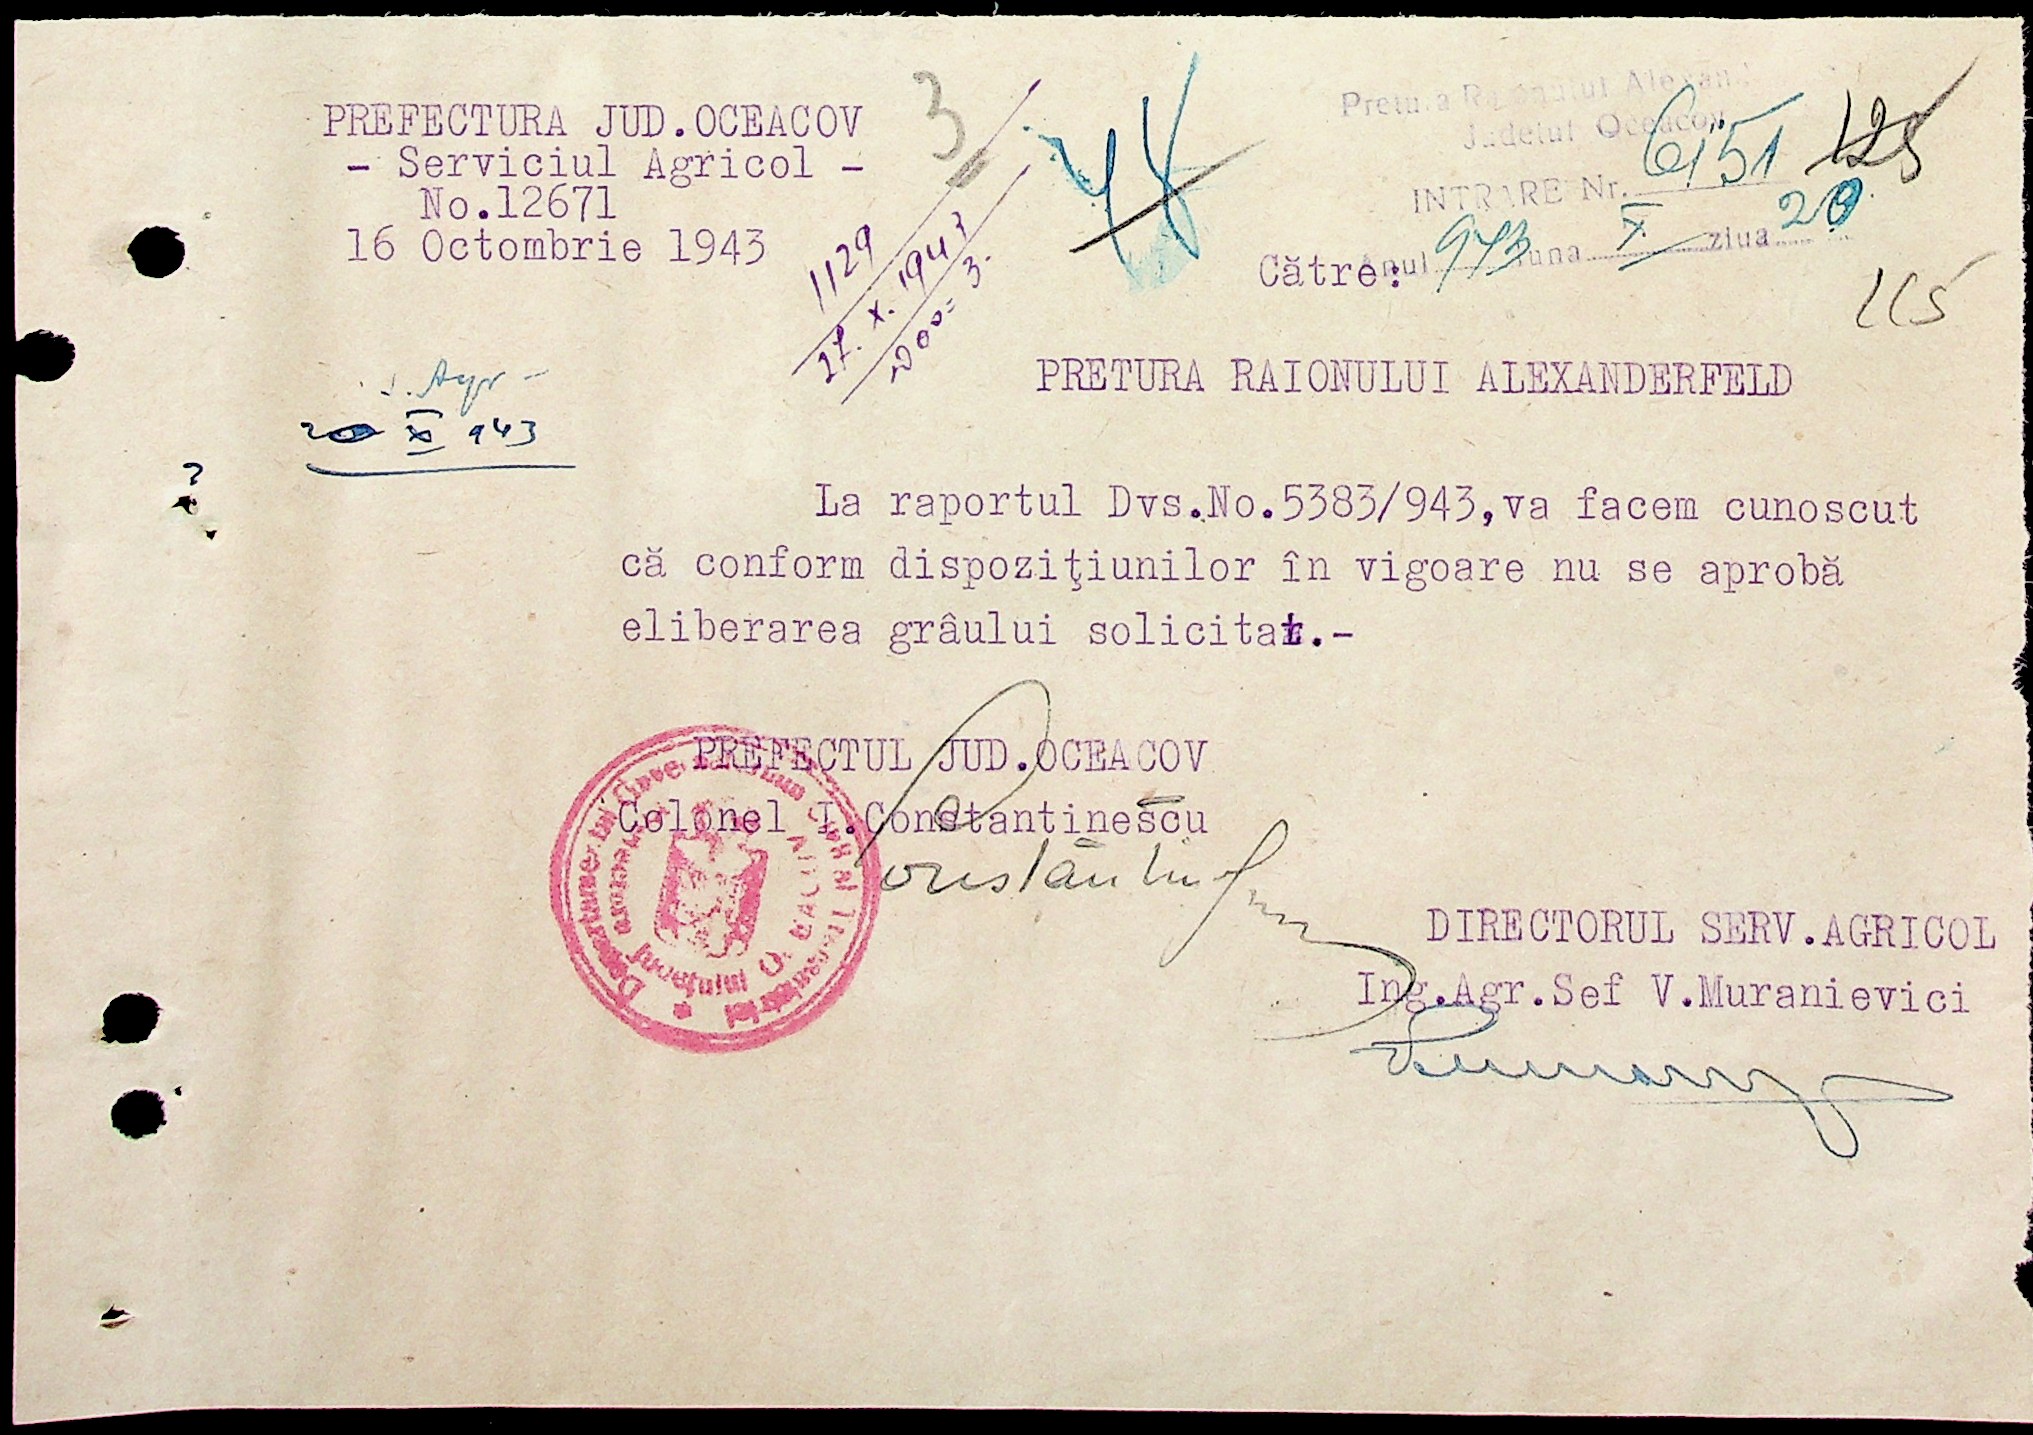 PREFECTURA JUD.OCEACOV
- Serviciul Agricol -
No.12671
16 Octombrie 1943
3
1129
27. X. 1943
48
Pretura Raionului
Judeţul Oceacov
INTRARE Nr. 6151
Anul 943 luna X ziua 20
125
115
Către:
PRETURA RAIONULUI ALEXANDERFELD
Agr -
20 X 943
?
La raportul Dvs.No.5383/943,va facem cunoscut
că conform dispoziţiunilor în vigoare nu se aprobă
eliberarea grâului solicitat.-
PREFECTUL JUD.OCEACOV
Colonel I.Constantinescu
DIRECTORUL SERV.AGRICOL
Ing.Agr.Sef V.Muranievici